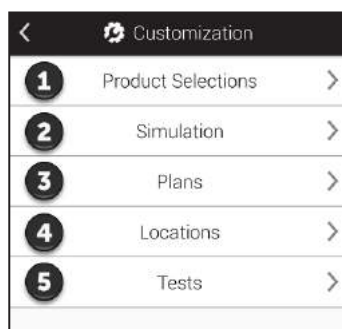 Customization
1 Product Selections
2 Simulation
3 Plans
4 Locations
5 Tests